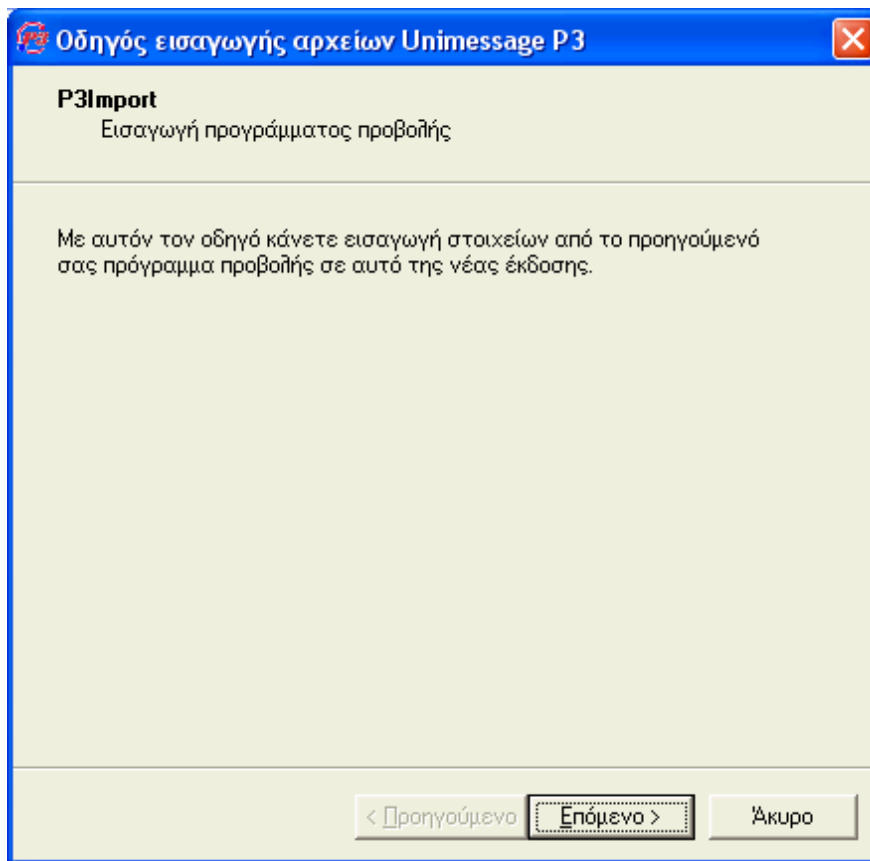 Οδηγός εισαγωγής αρχείων Unimessage P3
P3Import
Εισαγωγή προγράμματος προβολής
Με αυτόν τον οδηγό κάνετε εισαγωγή στοιχείων από το προηγούμενό
σας πρόγραμμα προβολής σε αυτό της νέας έκδοσης.
< Προηγούμενο Επόμενο > Άκυρο